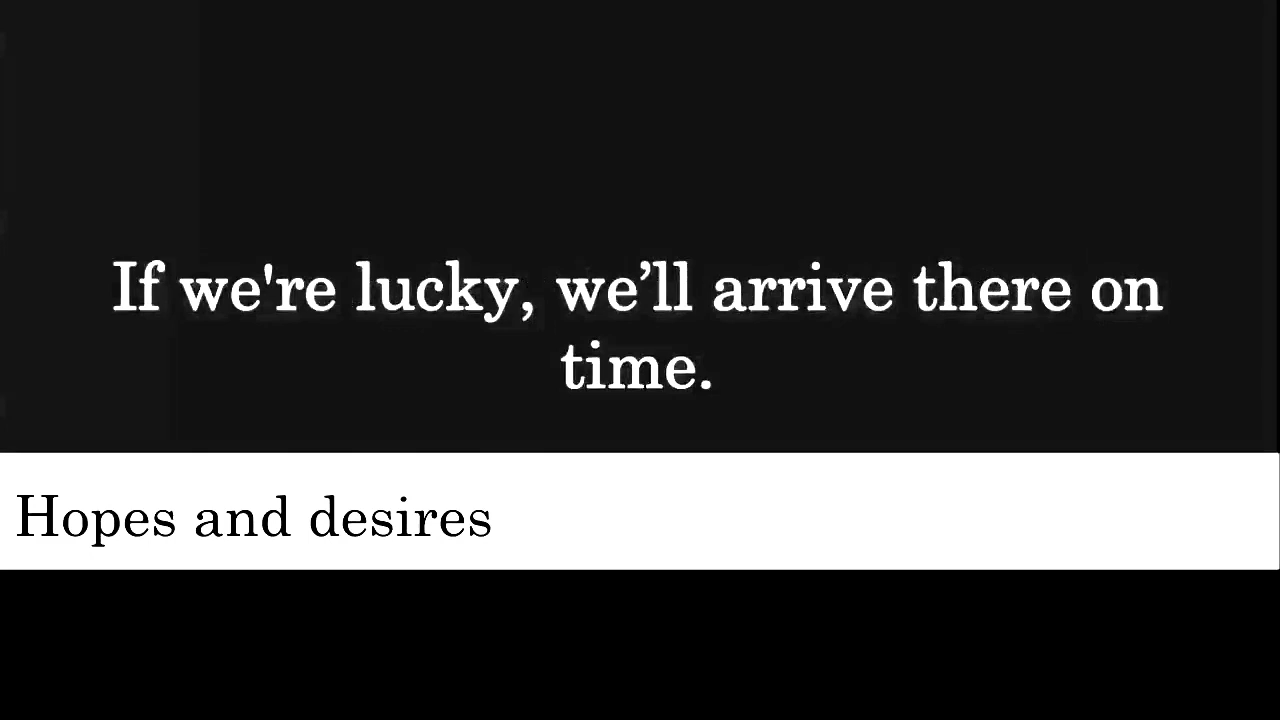 If we're lucky, we’ll arrive there on
time.
Hopes and desires